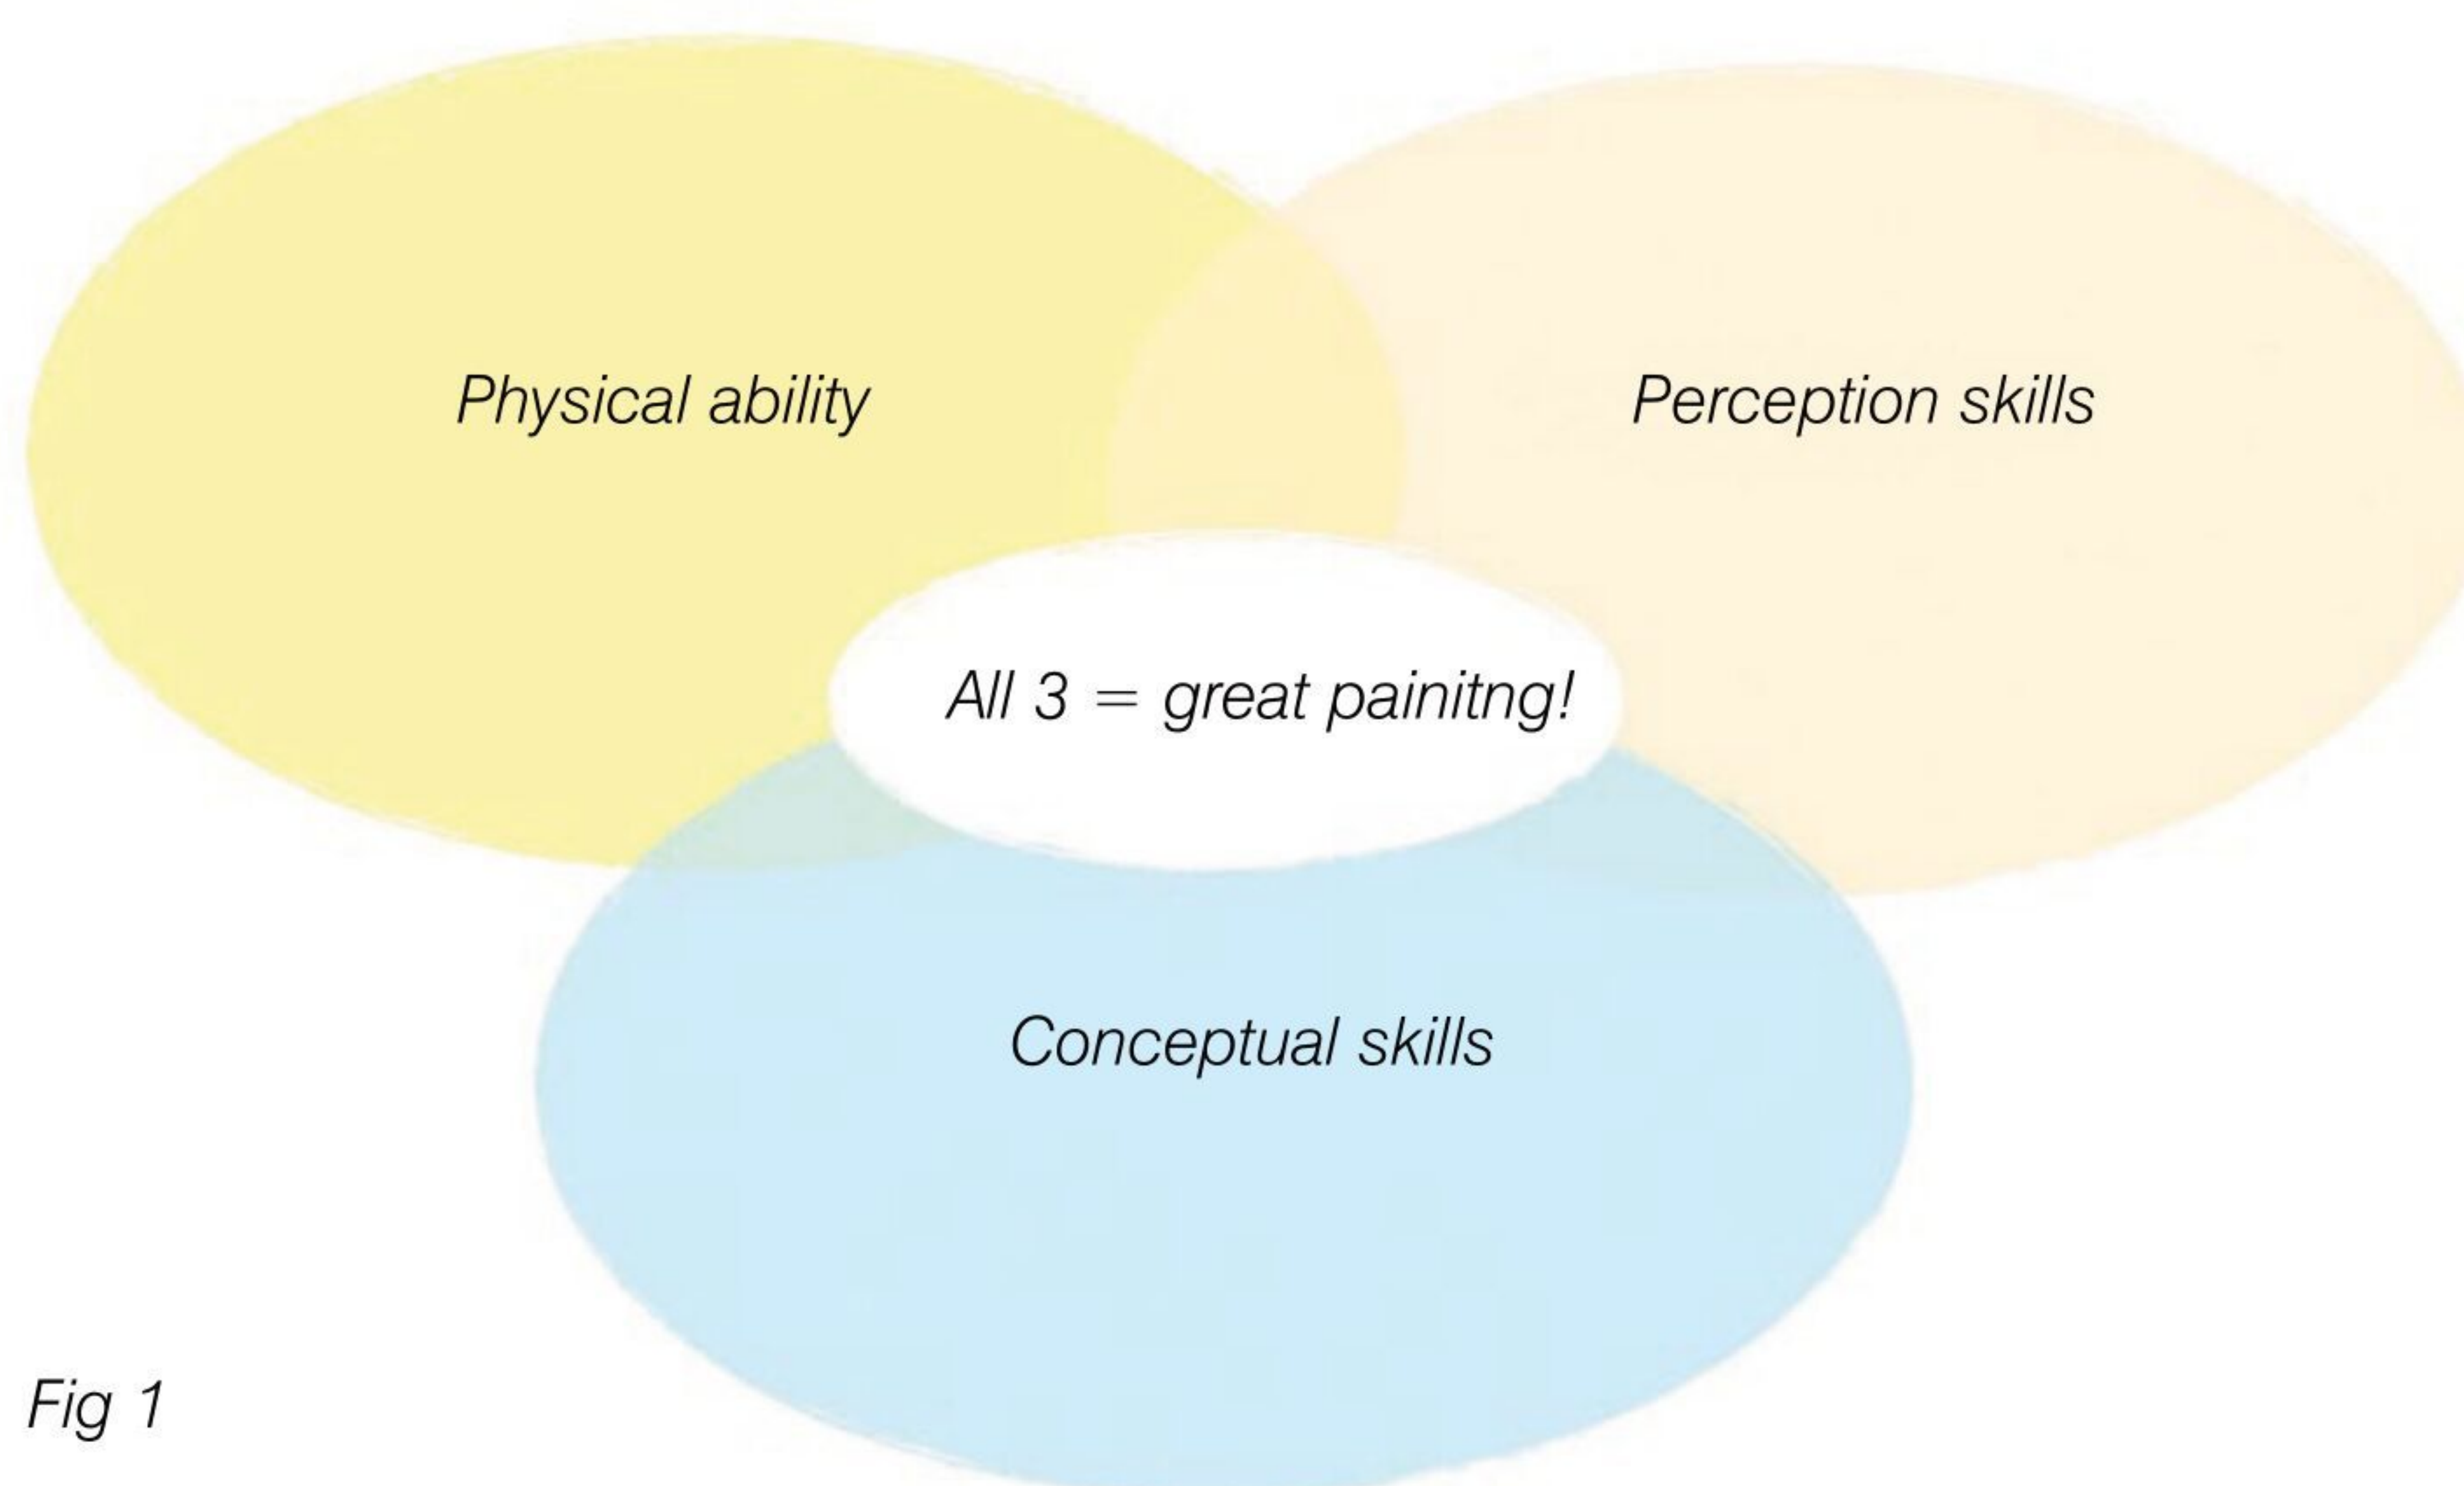 Physical ability
Perception skills
All 3 = great painitng!
Conceptual skills
Fig 1